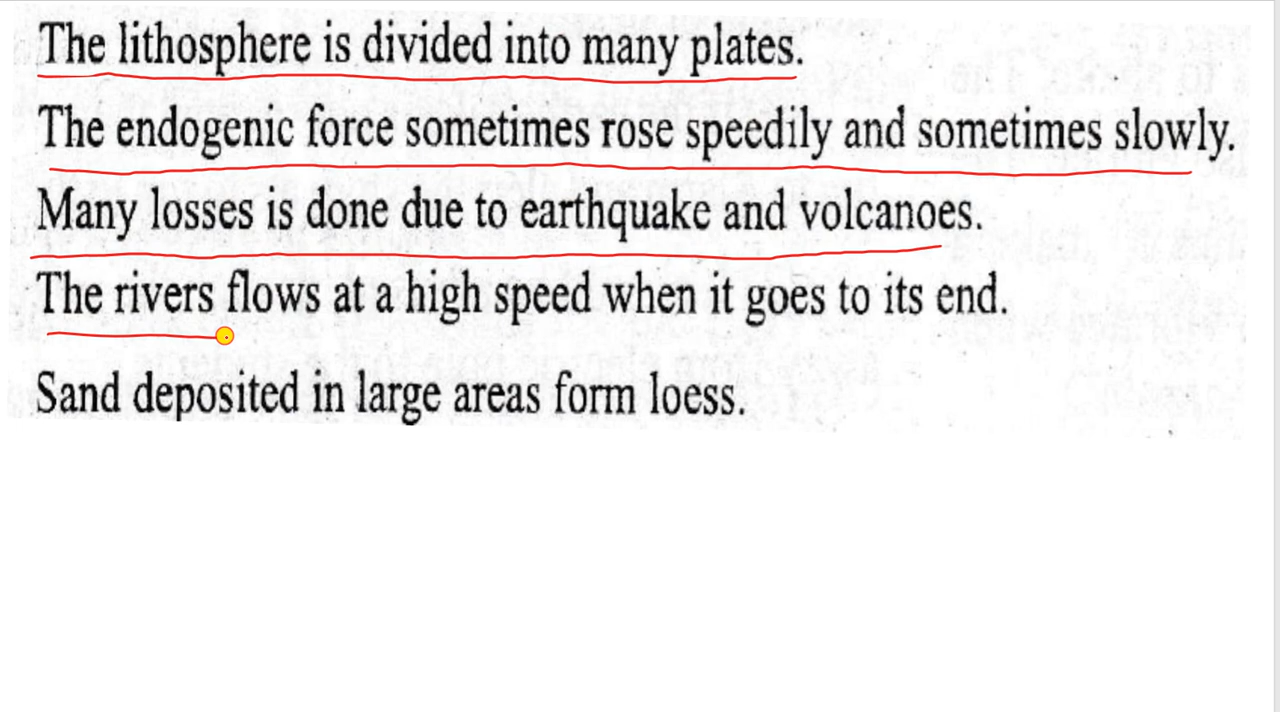 The lithosphere is divided into many plates.
The endogenic force sometimes rose speedily and sometimes slowly.
Many losses is done due to earthquake and volcanoes.
The rivers flows at a high speed when it goes to its end.
Sand deposited in large areas form loess.